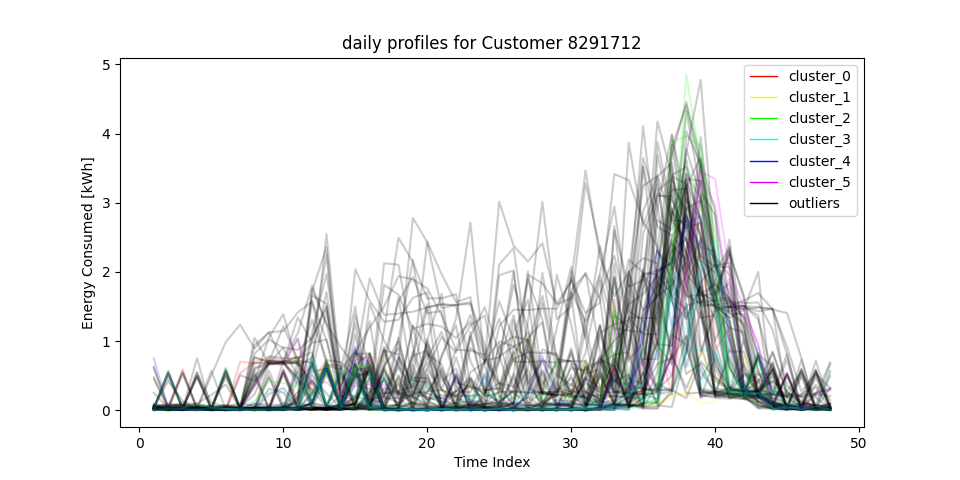 daily profiles for Customer 8291712
Energy Consumed [kWh]
5
4
3
2
1
0
0
10
20
30
40
50
Time Index
cluster_0
cluster_1
cluster_2
cluster_3
cluster_4
cluster_5
outliers